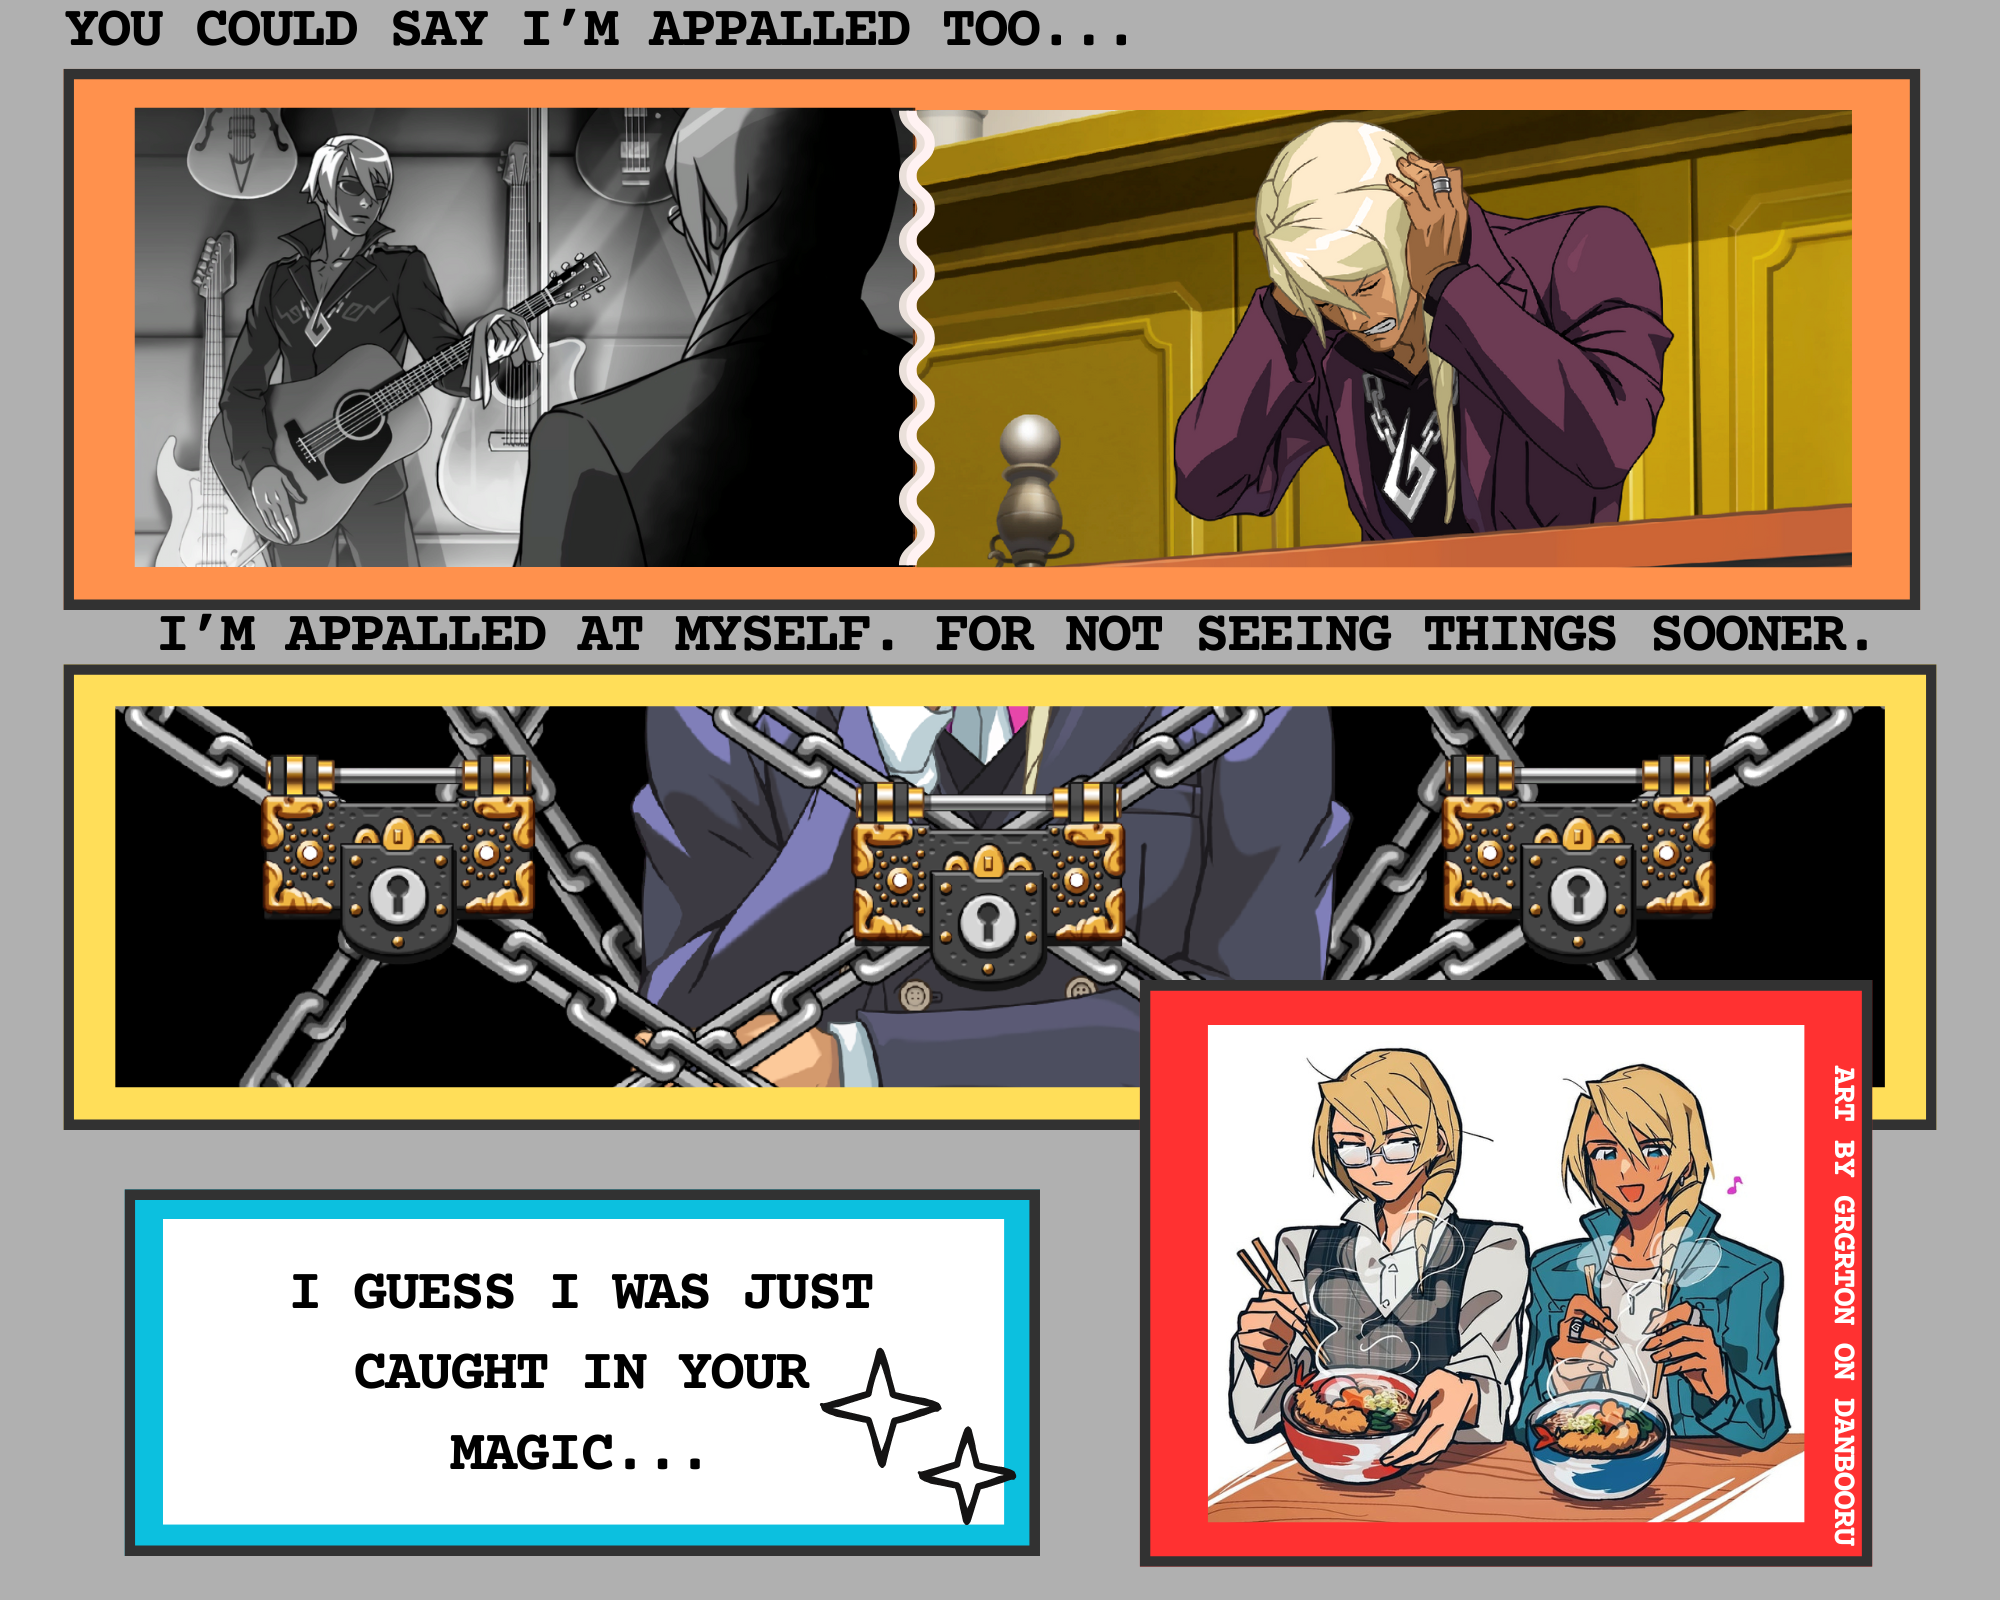 YOU COULD SAY I’M APPALLED TOO...
I’M APPALLED AT MYSELF. FOR NOT SEEING THINGS SOONER.
ART BY GRGRTON ON DANBOORU
I GUESS I WAS JUST
CAUGHT IN YOUR
MAGIC...